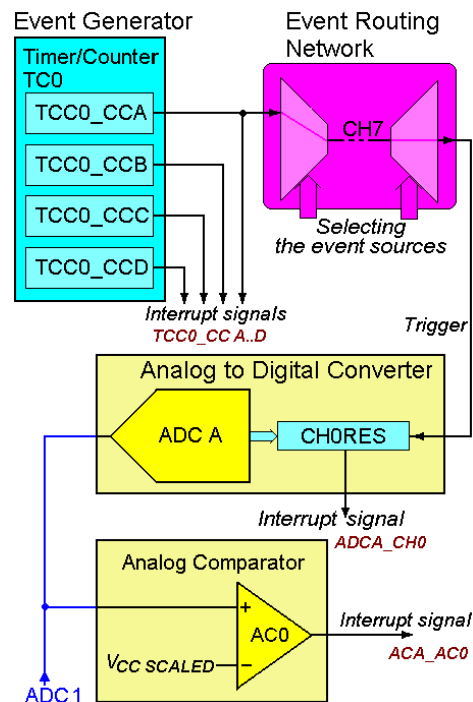 Event Generator
Timer/Counter
TC0
TCC0_CCA
TCC0_CCB
TCC0_CCC
TCC0_CCD
Interrupt signals
TCC0_CC A..D
Event Routing
Network
CH7
Selecting
the event sources
Trigger
Analog to Digital Converter
ADC A
CH0RES
Interrupt signal
ADCA_CH0
Analog Comparator
+
AC0
VCC SCALED
−
Interrupt signal
ACA_AC0
ADC1